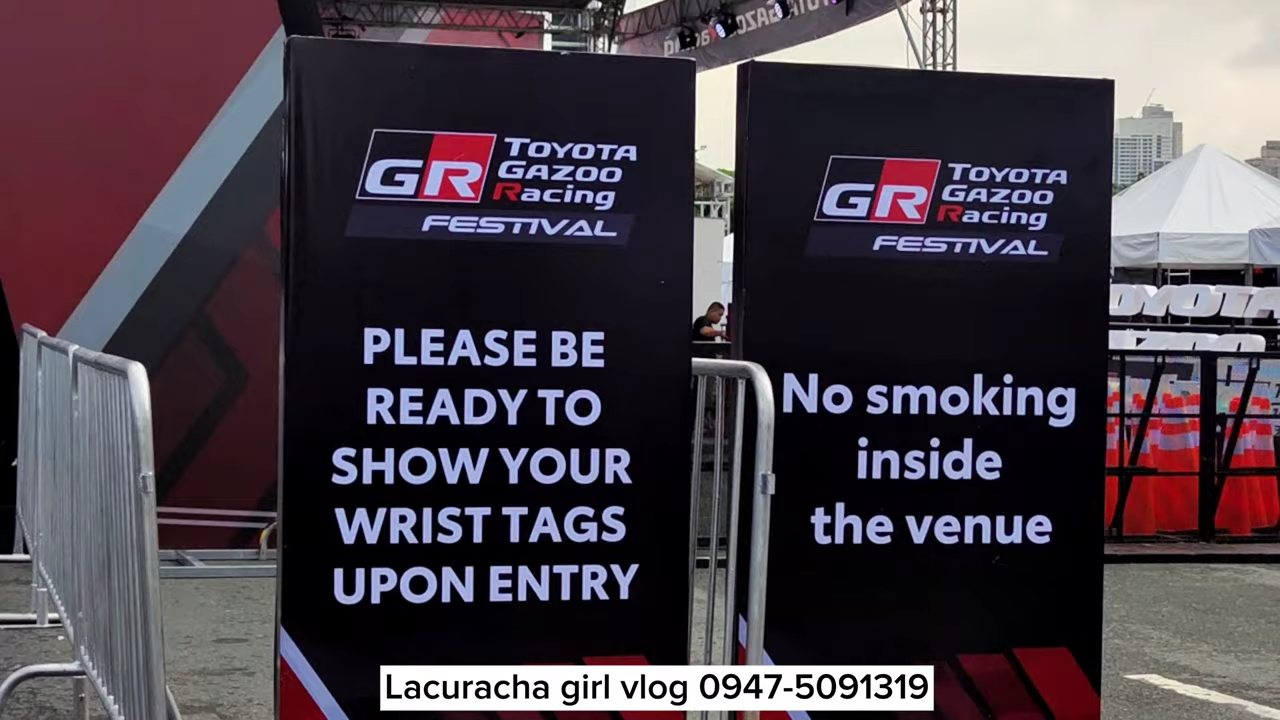 GR
TOYOTA
GAZOO
Racing
FESTIVAL
PLEASE BE
READY TO
SHOW YOUR
WRIST TAGS
UPON ENTRY
GR
TOYOTA
GAZOO
Racing
FESTIVAL
No smoking
inside
the venue
Lacuracha girl vlog 0947-5091319